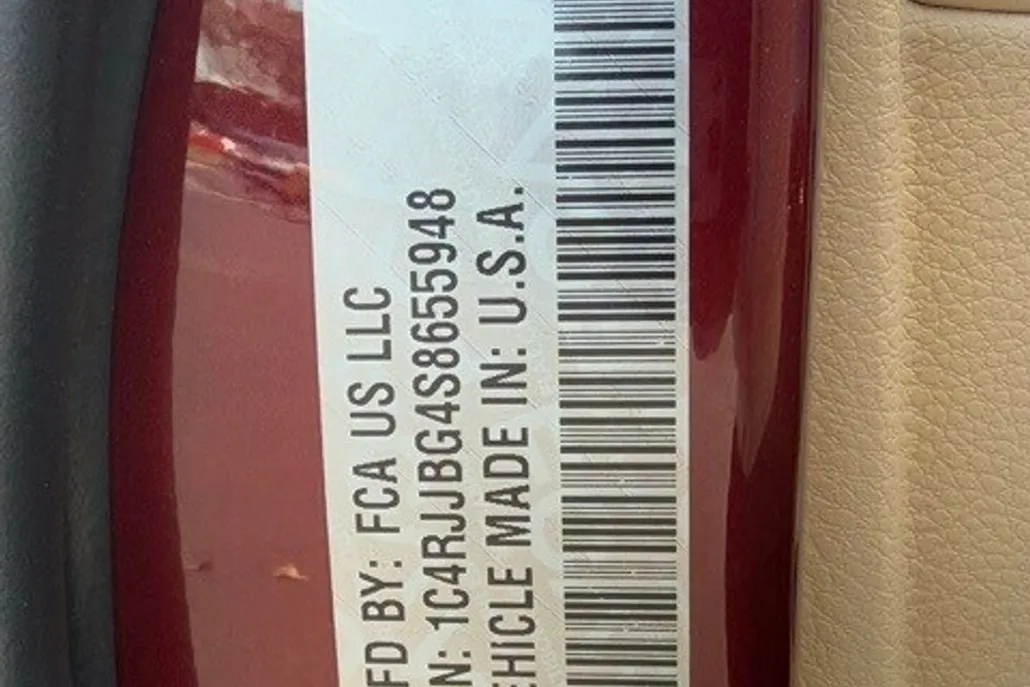 FD BY: FCA US LLC
N: 1C4RJJBG4S8655948
EHICLE MADE IN: U.S.A.